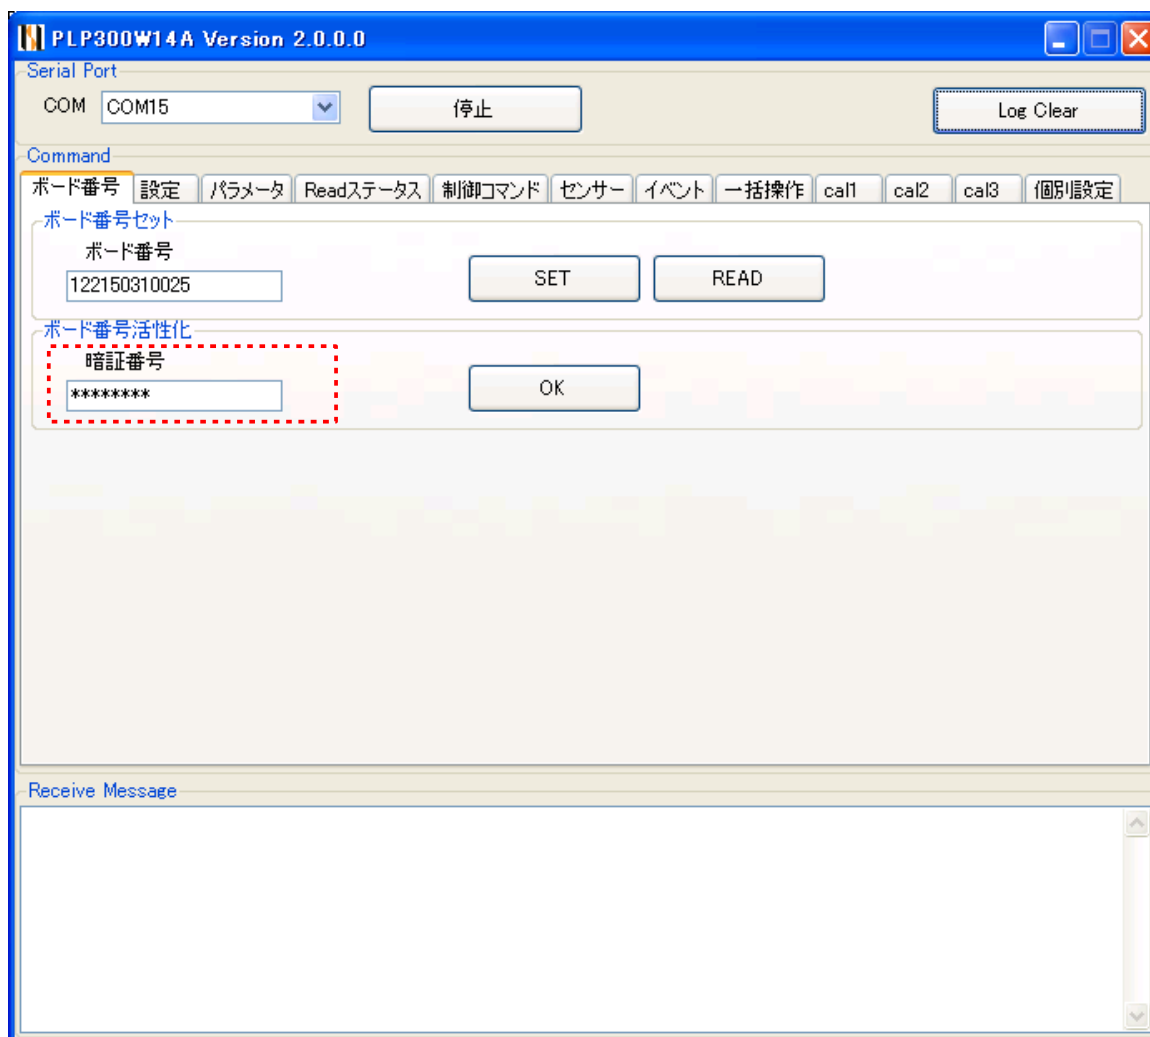 PLP300W14A Version 2.0.0.0
Serial Port
COM COM15 停止 Log Clear
Command
ボード番号 設定 パラメータ Readステータス 制御コマンド センサー イベント 一括操作 cal1 cal2 cal3 個別設定
ボード番号セット
ボード番号
122150310025 SET READ
ボード番号活性化
暗証番号
******** OK
Receive Message